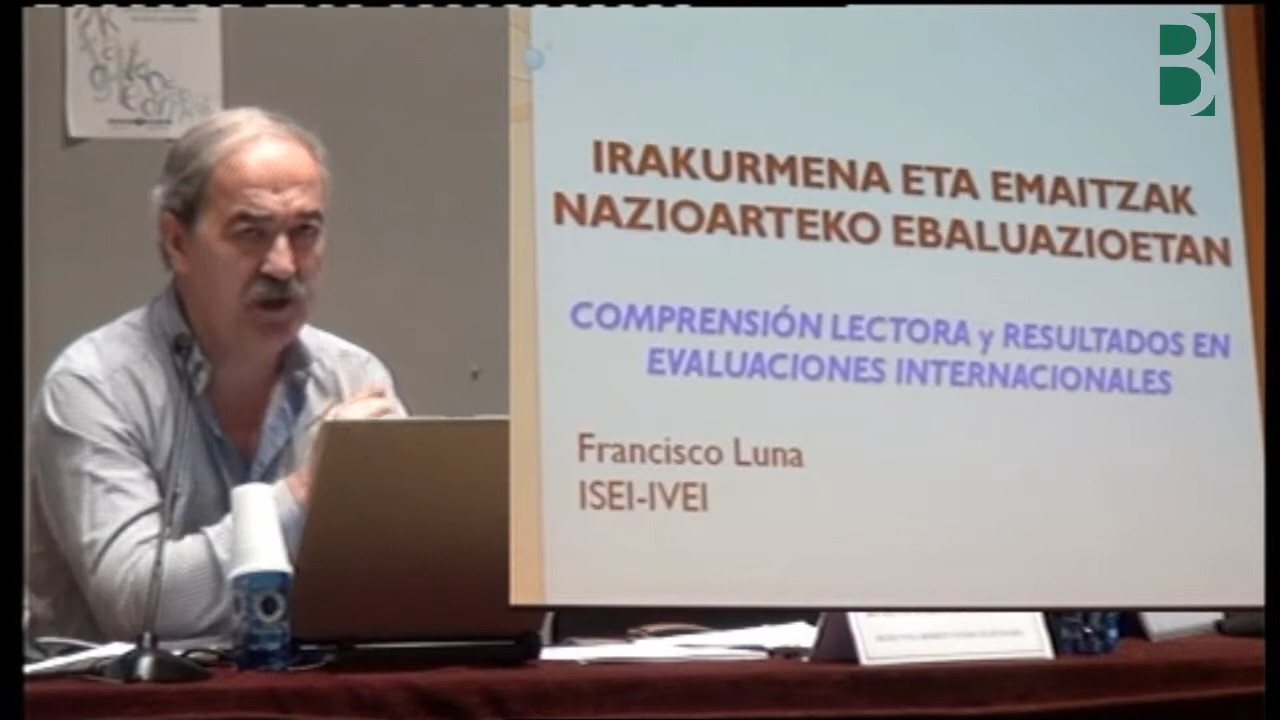 B
IRAKURMENA ETA EMAITZAK
NAZIOARTEKO EBALUAZIOETAN
COMPRENSIÓN LECTORA y RESULTADOS EN
EVALUACIONES INTERNACIONALES
Francisco Luna
ISEI-IVEI